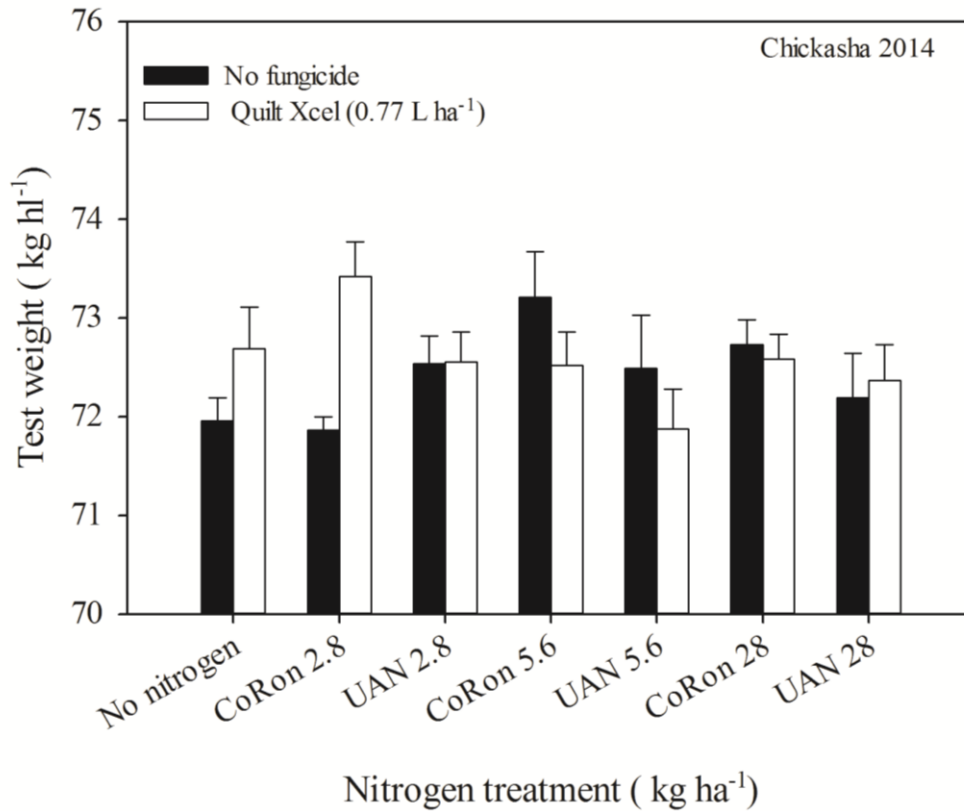 Chickasha 2014
No fungicide
Quilt Xcel (0.77 L ha⁻¹)
76
75
74
73
72
71
70
Test weight ( kg hl⁻¹)
No nitrogen
CoRon 2.8
UAN 2.8
CoRon 5.6
UAN 5.6
CoRon 28
UAN 28
Nitrogen treatment ( kg ha⁻¹)